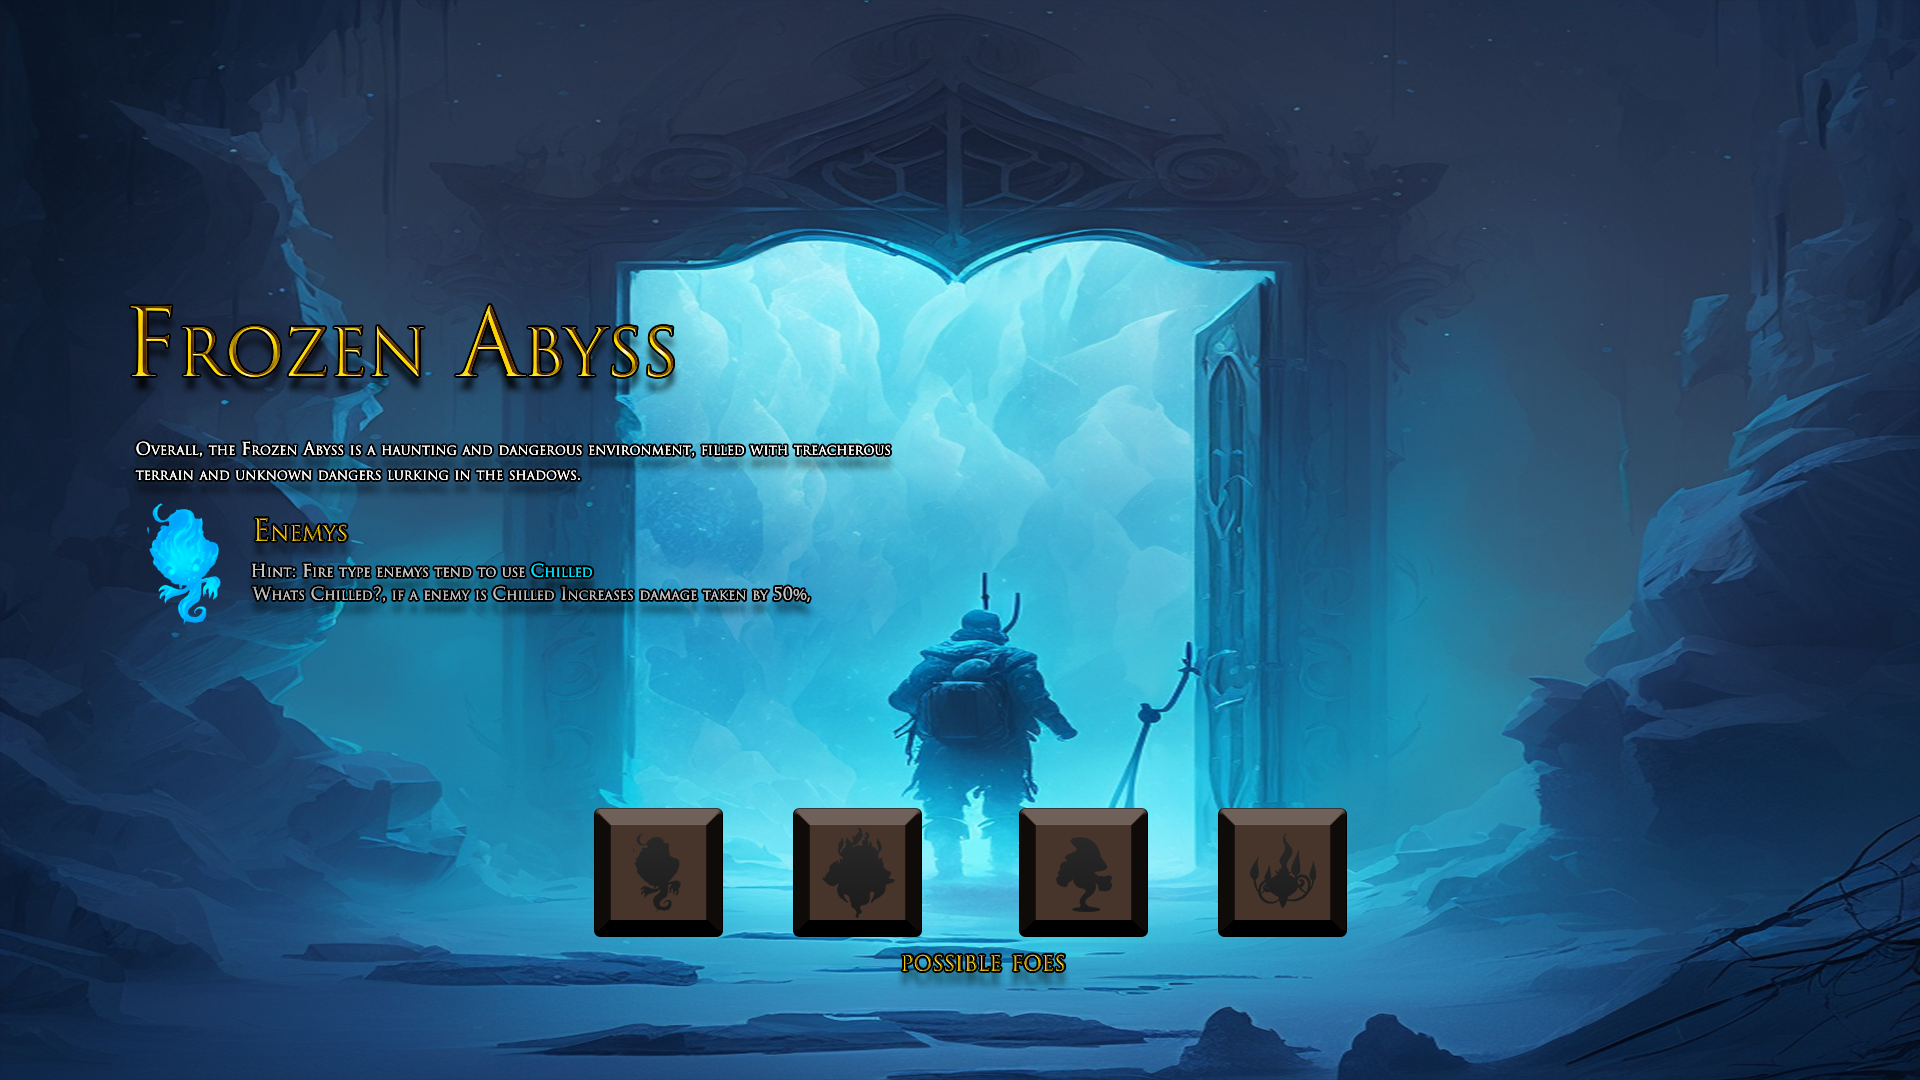 Frozen Abyss
Overall, the Frozen Abyss is a haunting and dangerous environment, filled with treacherous
terrain and unknown dangers lurking in the shadows.
Enemys
Hint: Fire type enemys tend to use Chilled
Whats Chilled?, if a enemy is Chilled Increases damage taken by 50%,
possible foes